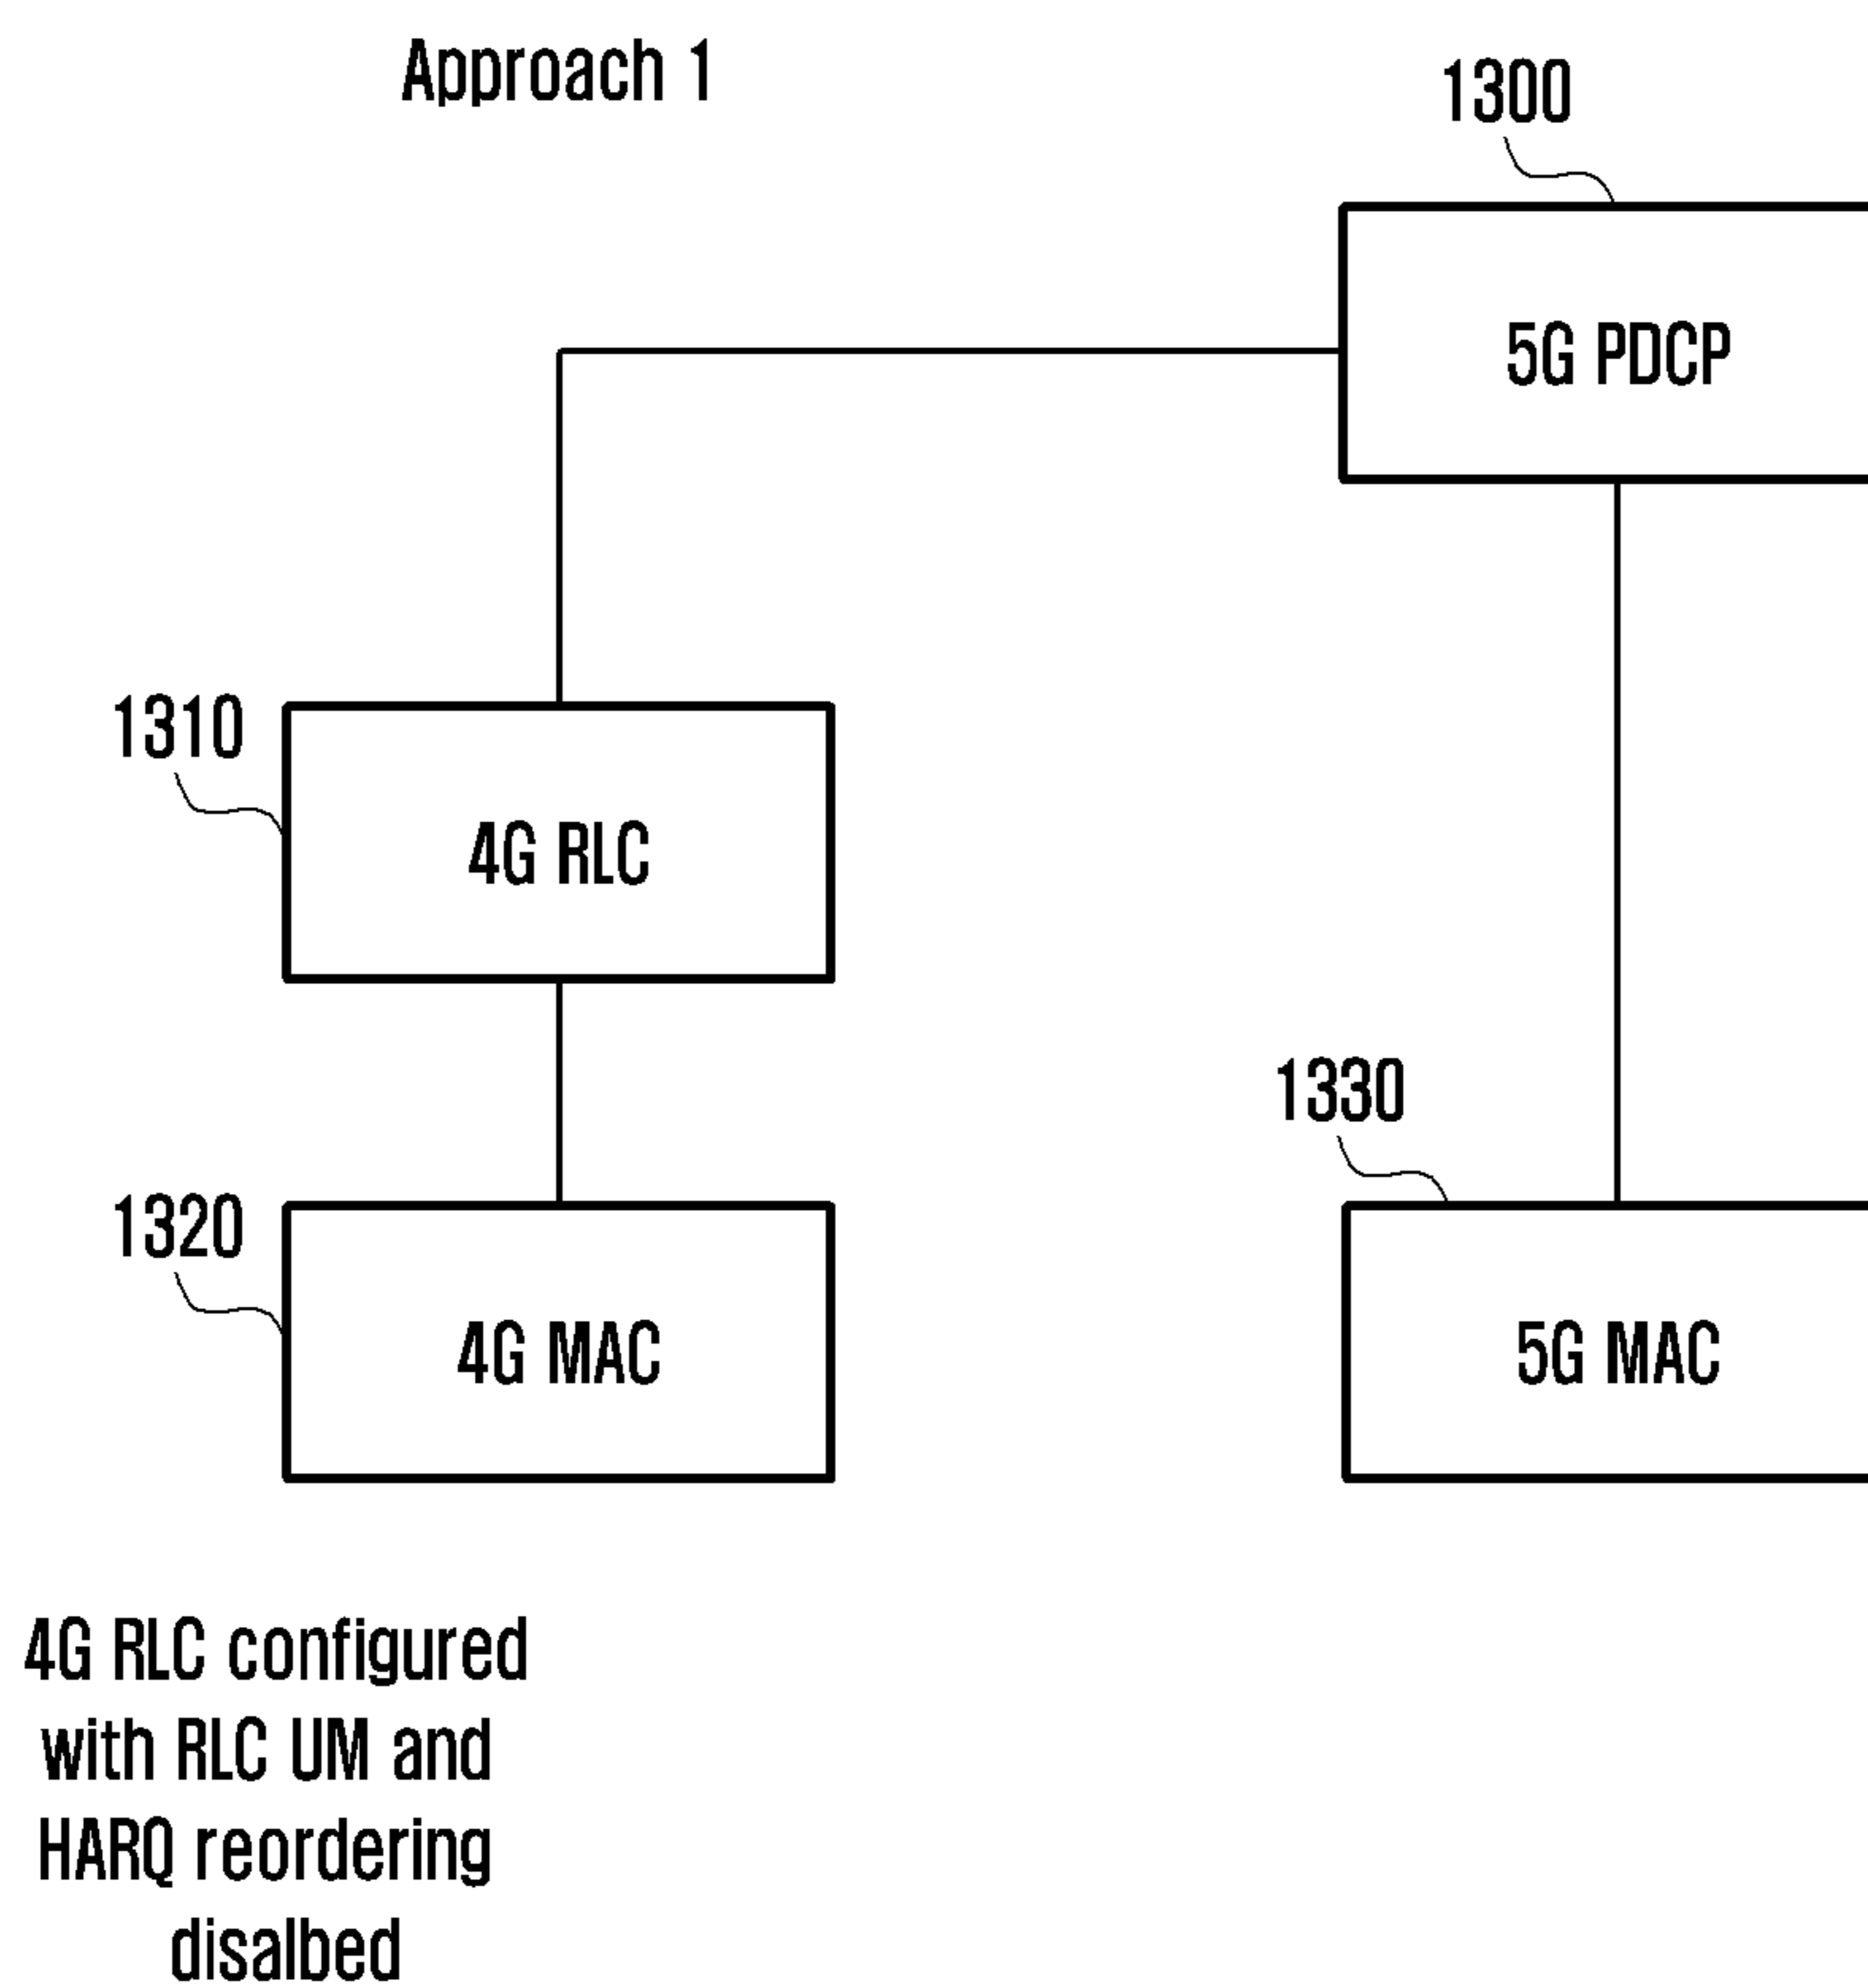 Approach 1
1300
5G PDCP
1310
4G RLC
1330
1320
4G MAC
5G MAC
4G RLC configured
with RLC UM and
HARQ reordering
disalbed